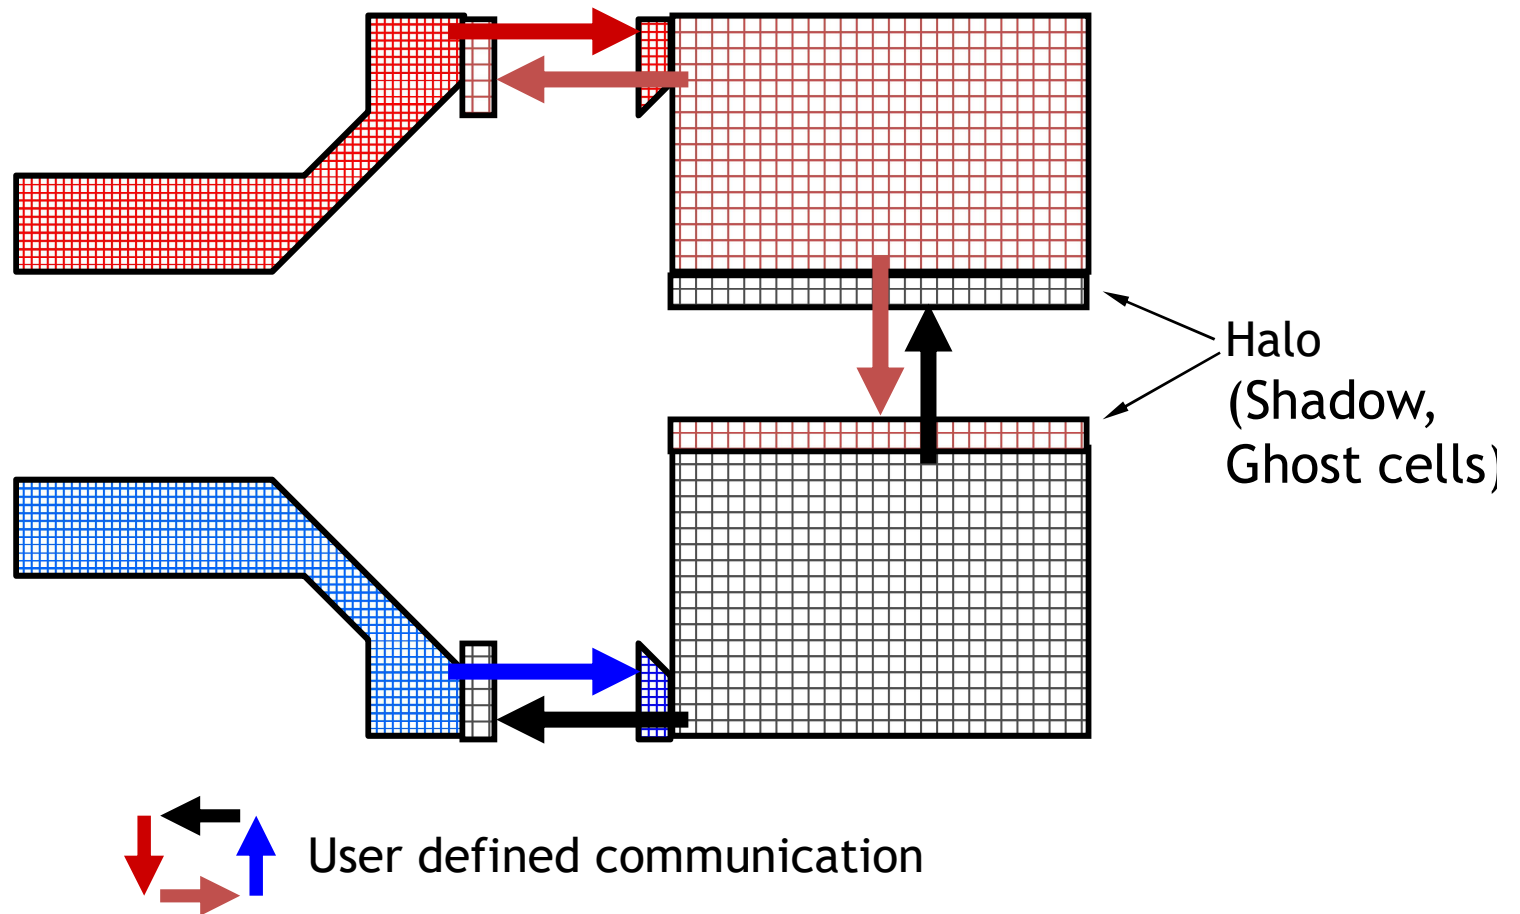 Halo
(Shadow,
Ghost cells)
User defined communication